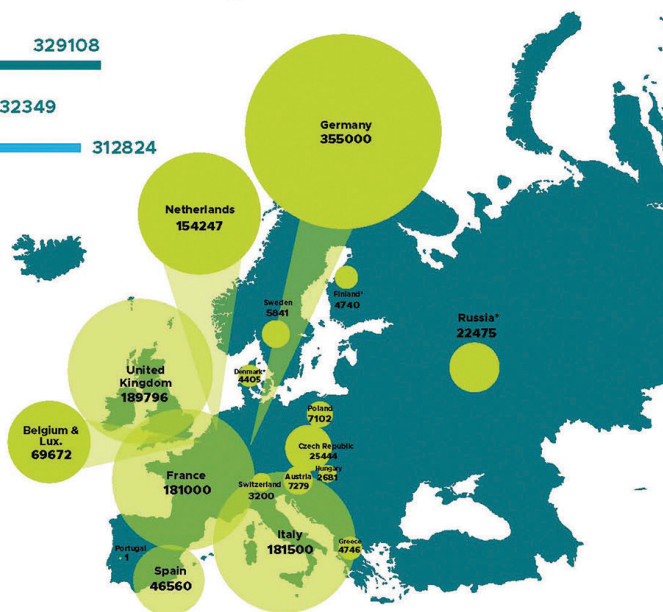 329108
32349
312824
Germany
355000
Netherlands
154247
Sweden
5841
Finland*
4740
Russia*
22475
United
Kingdom
189796
Denmark*
4405
Belgium &
Lux.
69672
Poland
7102
Czech Republik
25444
France
181000
Switzerland
3200
Austria
7279
Hungary
2681
Italy
181500
Greece
4746
Portugal
1
Spain
46560